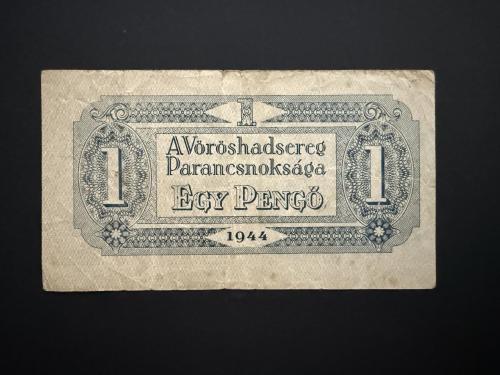 1
A Vöröshadsereg
Parancsnoksága
1 EGY PENGŐ 1
1944